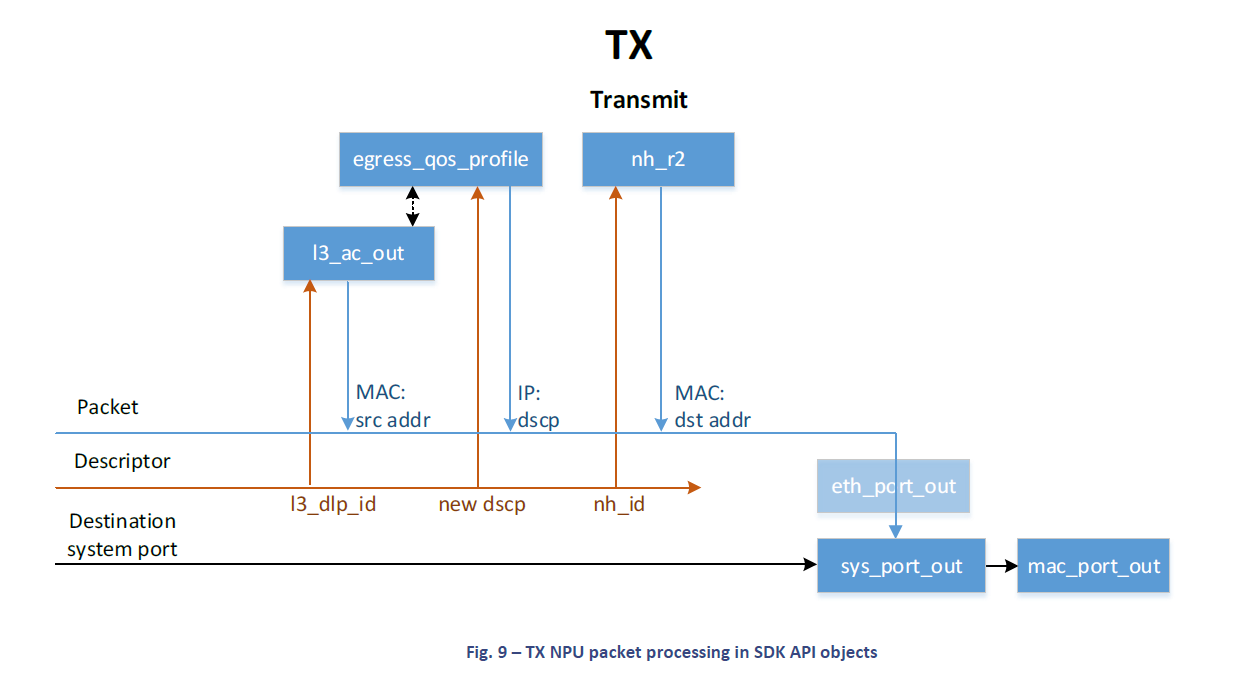 TX
Transmit
egress_qos_profile
nh_r2
l3_ac_out
MAC:
src addr
IP:
dscp
MAC:
dst addr
Packet
Descriptor
l3_dlp_id
new dscp
nh_id
eth_port_out
Destination
system port
sys_port_out
mac_port_out
Fig. 9 – TX NPU packet processing in SDK API objects